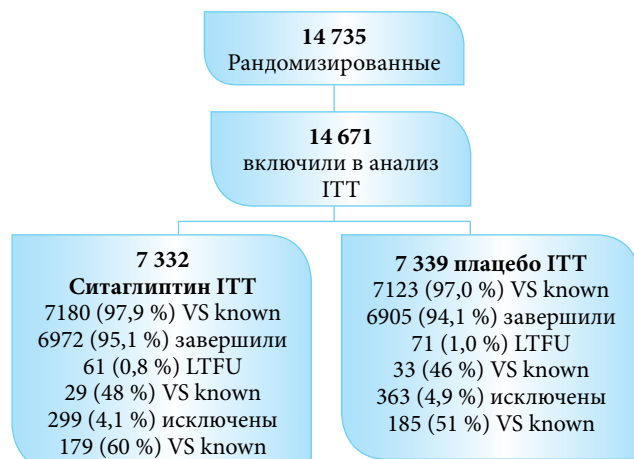 14 735
Рандомизированные
14 671
включили в анализ
ITT
7 332
Ситаглиптин ITT
7180 (97,9 %) VS known
6972 (95,1 %) завершили
61 (0,8 %) LTFU
29 (48 %) VS known
299 (4,1 %) исключены
179 (60 %) VS known
7 339 плацебо ITT
7123 (97,0 %) VS known
6905 (94,1 %) завершили
71 (1,0 %) LTFU
33 (46 %) VS known
363 (4,9 %) исключены
185 (51 %) VS known